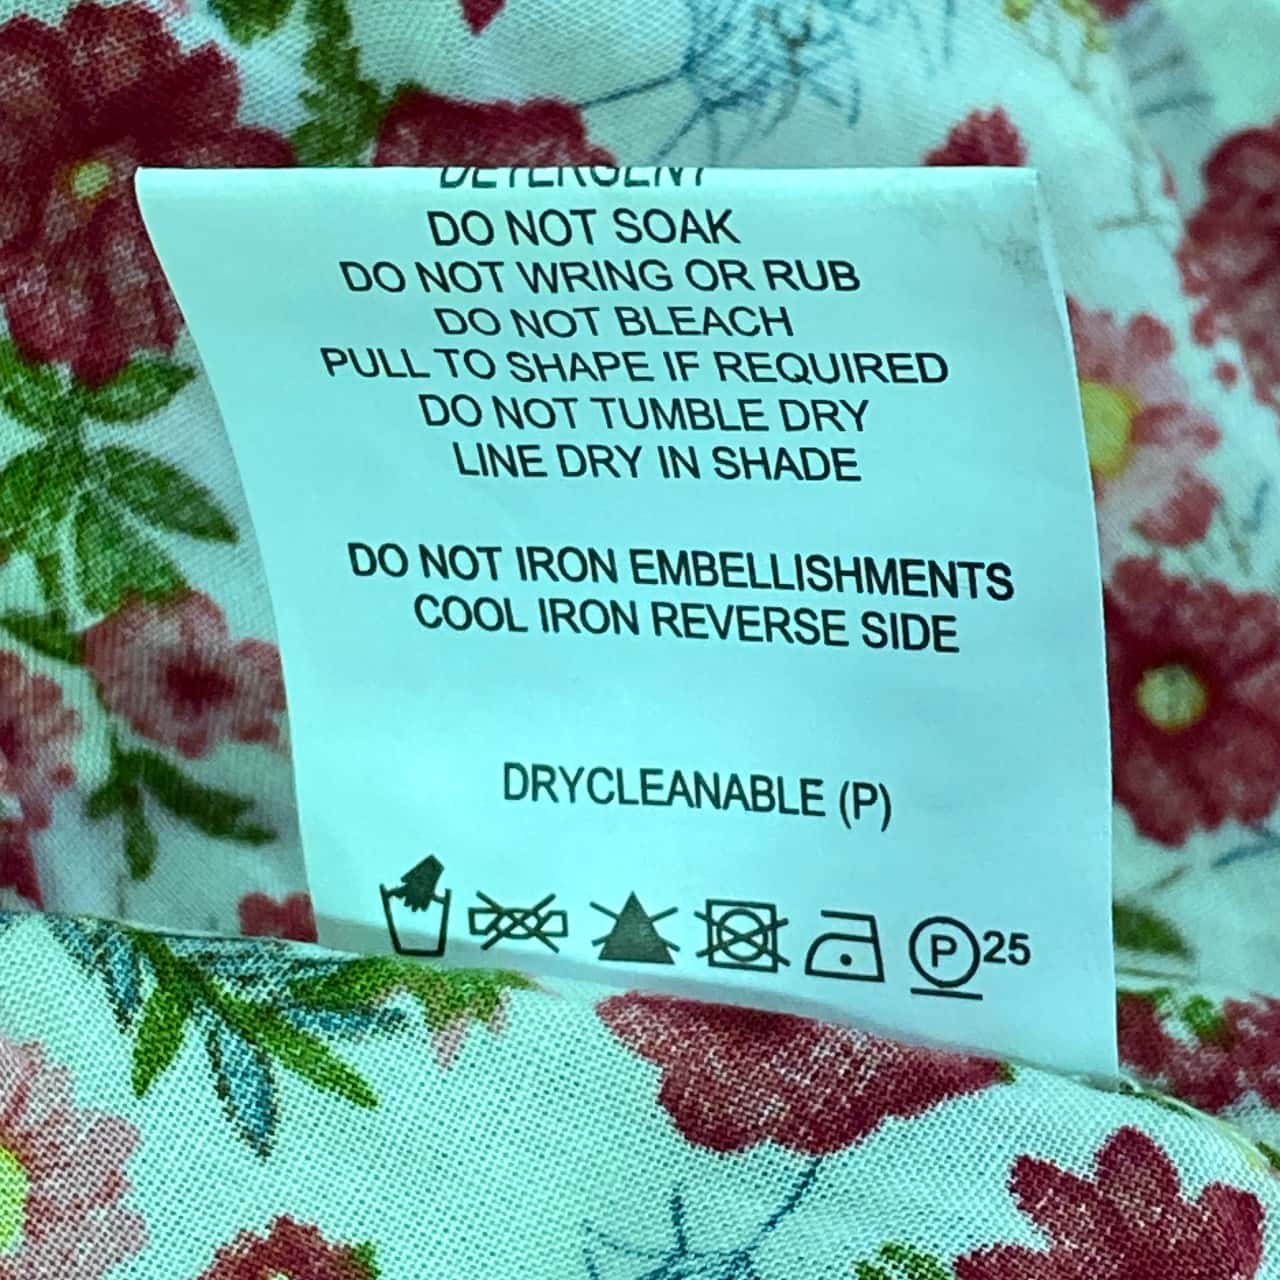 DETERGENT
DO NOT SOAK
DO NOT WRING OR RUB
DO NOT BLEACH
PULL TO SHAPE IF REQUIRED
DO NOT TUMBLE DRY
LINE DRY IN SHADE
DO NOT IRON EMBELLISHMENTS
COOL IRON REVERSE SIDE
DRYCLEANABLE (P)
P 25